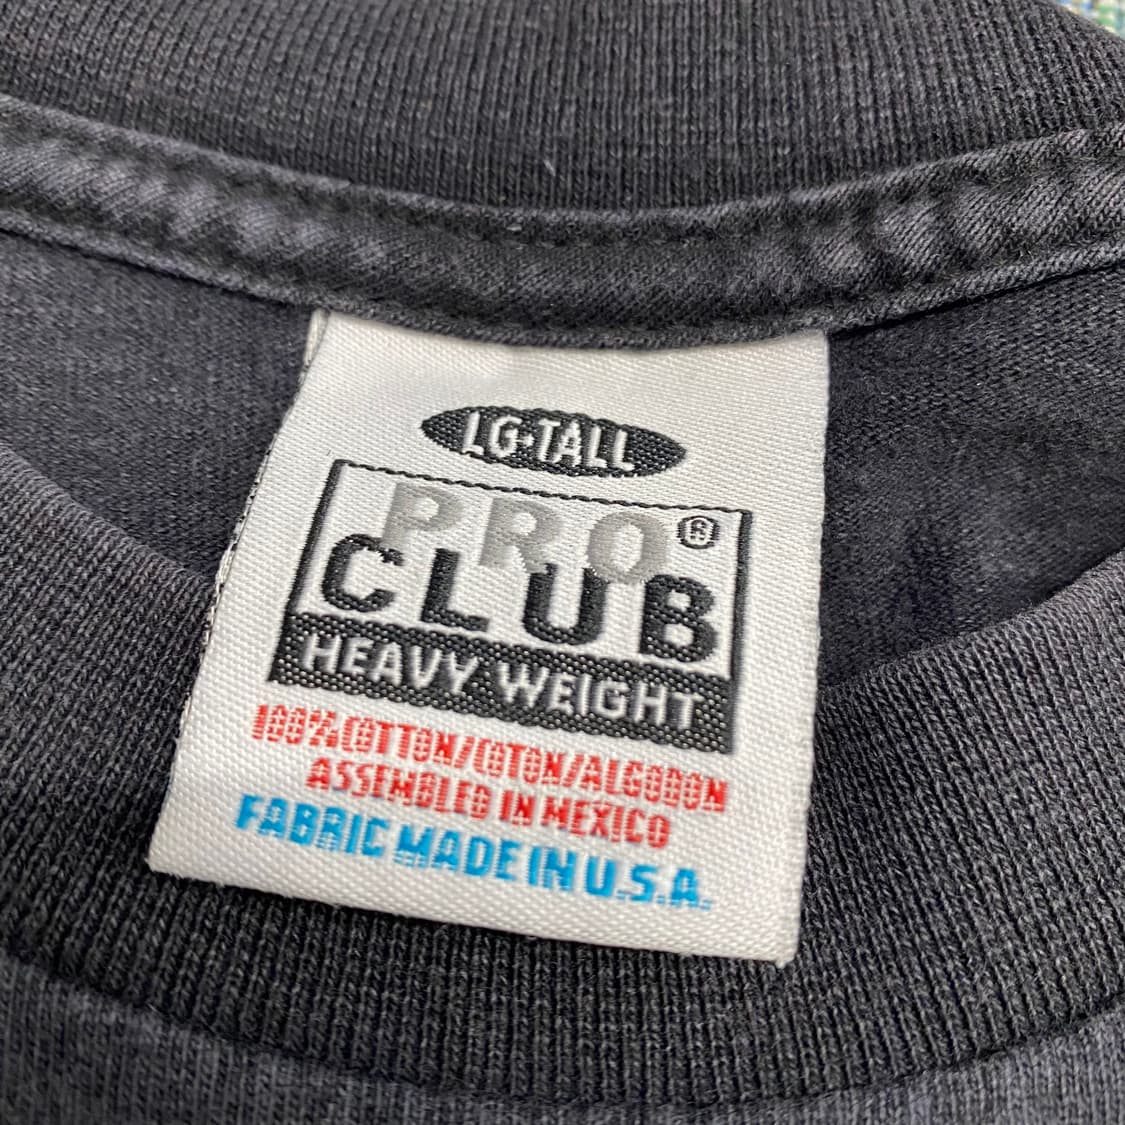 LG•TALL
PRO®
CLUB
HEAVY WEIGHT
100% COTTON/COTON/ALGODON
ASSEMBLED IN MEXICO
FABRIC MADE IN U.S.A.